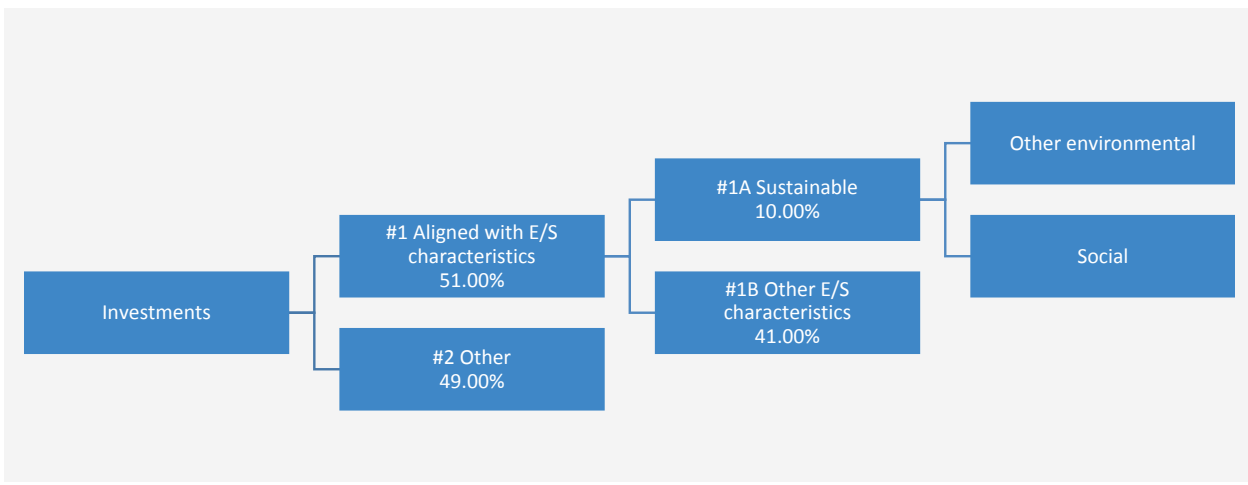 Investments
#1 Aligned with E/S
characteristics
51.00%
#2 Other
49.00%
#1A Sustainable
10.00%
#1B Other E/S
characteristics
41.00%
Other environmental
Social